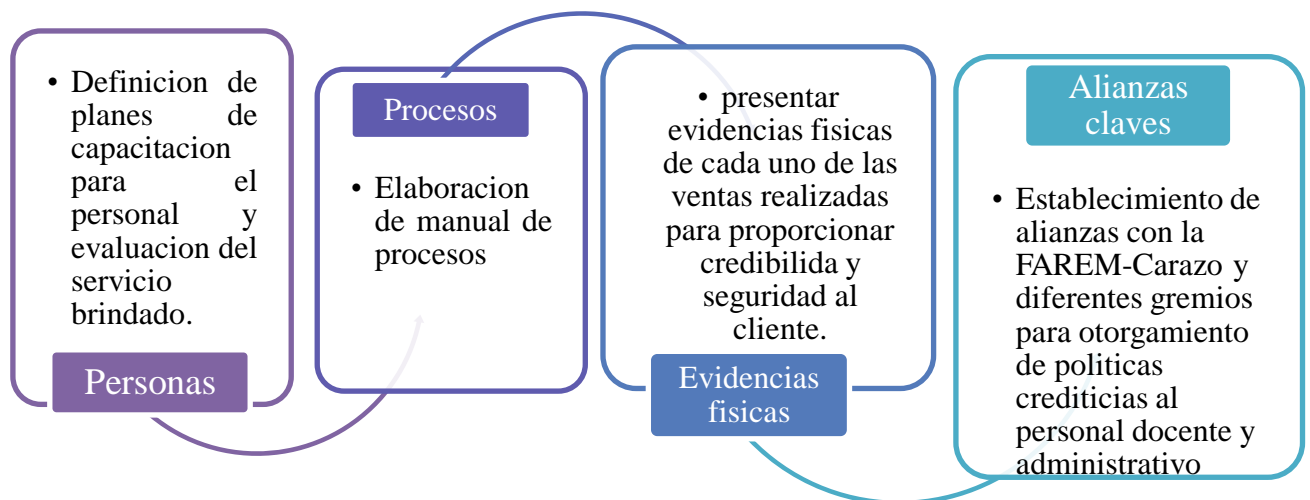 • Definicion de
planes de
capacitacion
para el
personal y
evaluacion del
servicio
brindado.
Personas
Procesos
• Elaboracion
de manual de
procesos
• presentar
evidencias fisicas
de cada uno de las
ventas realizadas
para proporcionar
credibilida y
seguridad al
cliente.
Evidencias
fisicas
Alianzas
claves
• Establecimiento de
alianzas con la
FAREM-Carazo y
diferentes gremios
para otorgamiento
de politicas
crediticias al
personal docente y
administrativo